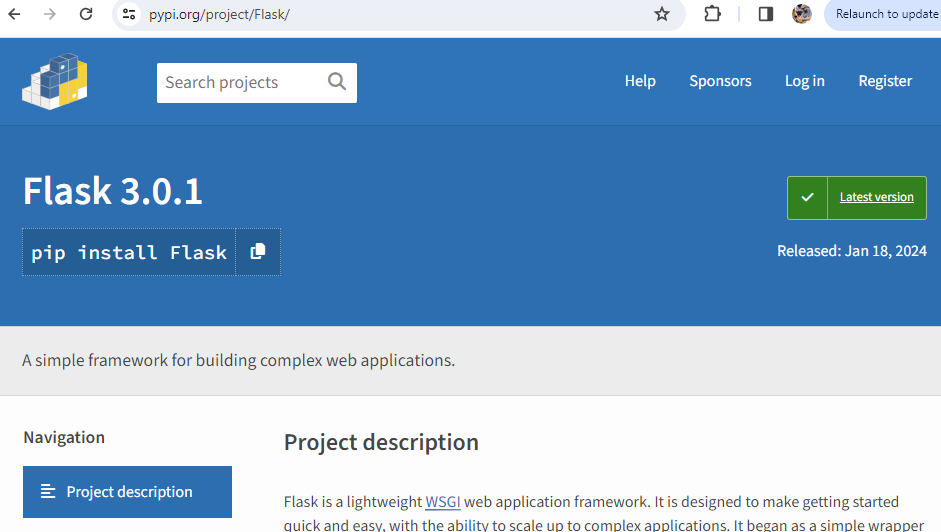 pypi.org/project/Flask/
Relaunch to update
Search projects
Help Sponsors Log in Register
Flask 3.0.1
Latest version
pip install Flask
Released: Jan 18, 2024
A simple framework for building complex web applications.
Navigation
Project description
Project description
Flask is a lightweight WSGI web application framework. It is designed to make getting started
quick and easy, with the ability to scale up to complex applications. It began as a simple wrapper